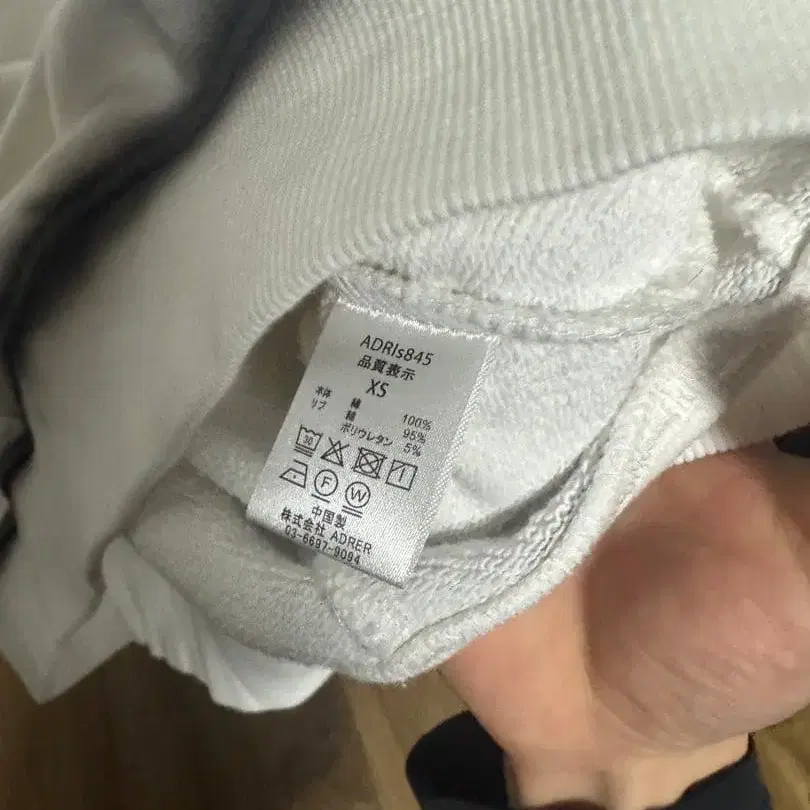 ADRIs845
品質表示
XS
本体 綿 100%
リブ 綿 95%
ポリウレタン 5%
30
F W
中国製
株式会社 ADRER
03-6697-9094